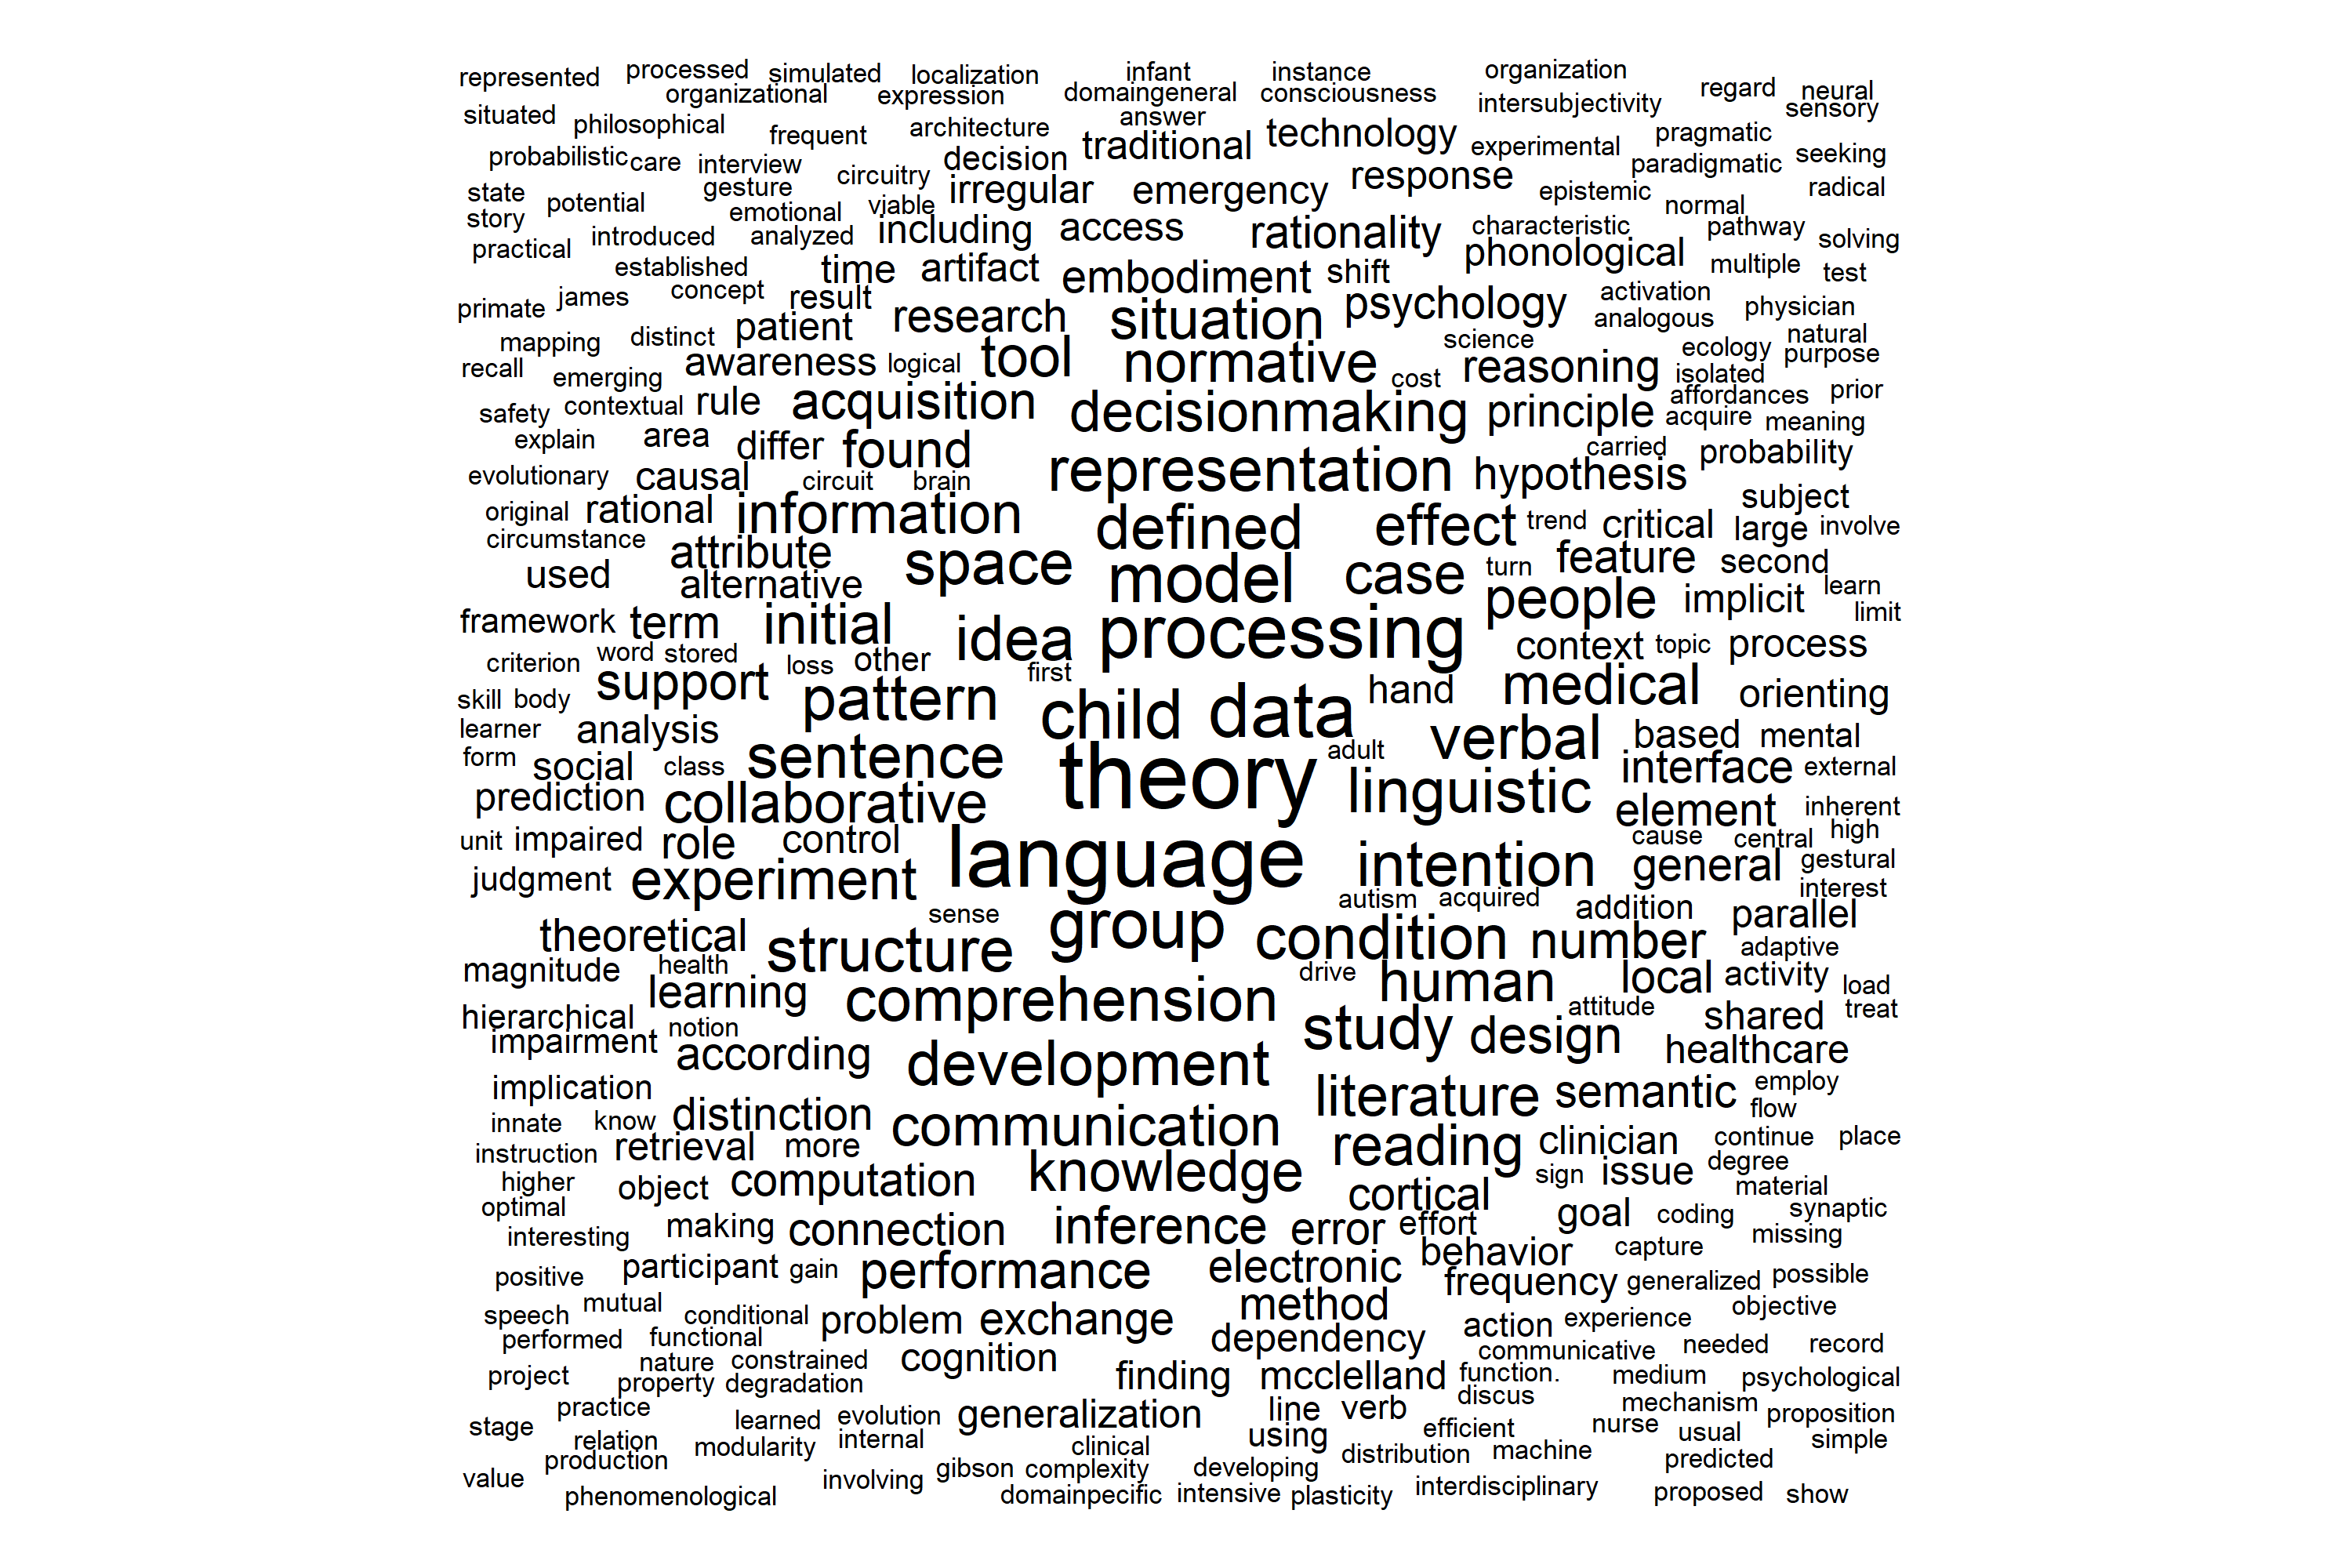 represented processed simulated localization infant instance organization
organizational expression domaingeneral consciousness intersubjectivity regard neural
situated philosophical frequent architecture answer sensory
probabilistic care interview decision traditional technology experimental pragmatic paradigmatic seeking
state gesture circuitry irregular emergency response epistemic radical
story potential emotional viable normal
practical introduced analyzed including access rationality characteristic pathway solving
established time artifact embodiment shift phonological multiple test
primate james concept result psychology activation physician
mapping distinct patient research situation analogous natural
recall emerging awareness logical tool normative science reasoning ecology purpose
cost isolated
safety contextual rule acquisition decisionmaking principle affordances prior
explain area differ found acquire meaning
evolutionary causal circuit brain representation hypothesis carried probability
original rational information defined effect trend critical subject
circumstance attribute space large involve
used alternative model case turn feature second
framework term initial idea processing people implicit learn limit
criterion word stored loss other first context topic process
skill body support pattern child data hand medical orienting
learner analysis sentence theory adult verbal based mental
form social class linguistic interface external
prediction collaborative element inherent
unit impaired role control language intention cause central high
judgment experiment general gestural
sense autism acquired interest
theoretical structure group condition number addition parallel
magnitude health drive human local adaptive activity load
hierarchical learning comprehension attitude treat
impairment notion according study design shared healthcare
implication development literature semantic employ
innate know distinction communication flow
instruction retrieval more reading clinician continue place
higher object computation knowledge sign issue degree
optimal cortical material
interesting making connection inference error effort goal coding synaptic missing
positive participant gain performance electronic behavior capture
frequency generalized possible
speech mutual conditional problem exchange method action experience objective
performed functional dependency communicative needed record
project nature constrained cognition finding mcclelland function. medium psychological
property degradation discus
stage practice learned evolution generalization line verb mechanism proposition
relation modularity internal clinical using efficient nurse usual simple
production distribution machine predicted
value involving gibson complexity developing
phenomenological domainpecific intensive plasticity interdisciplinary proposed show